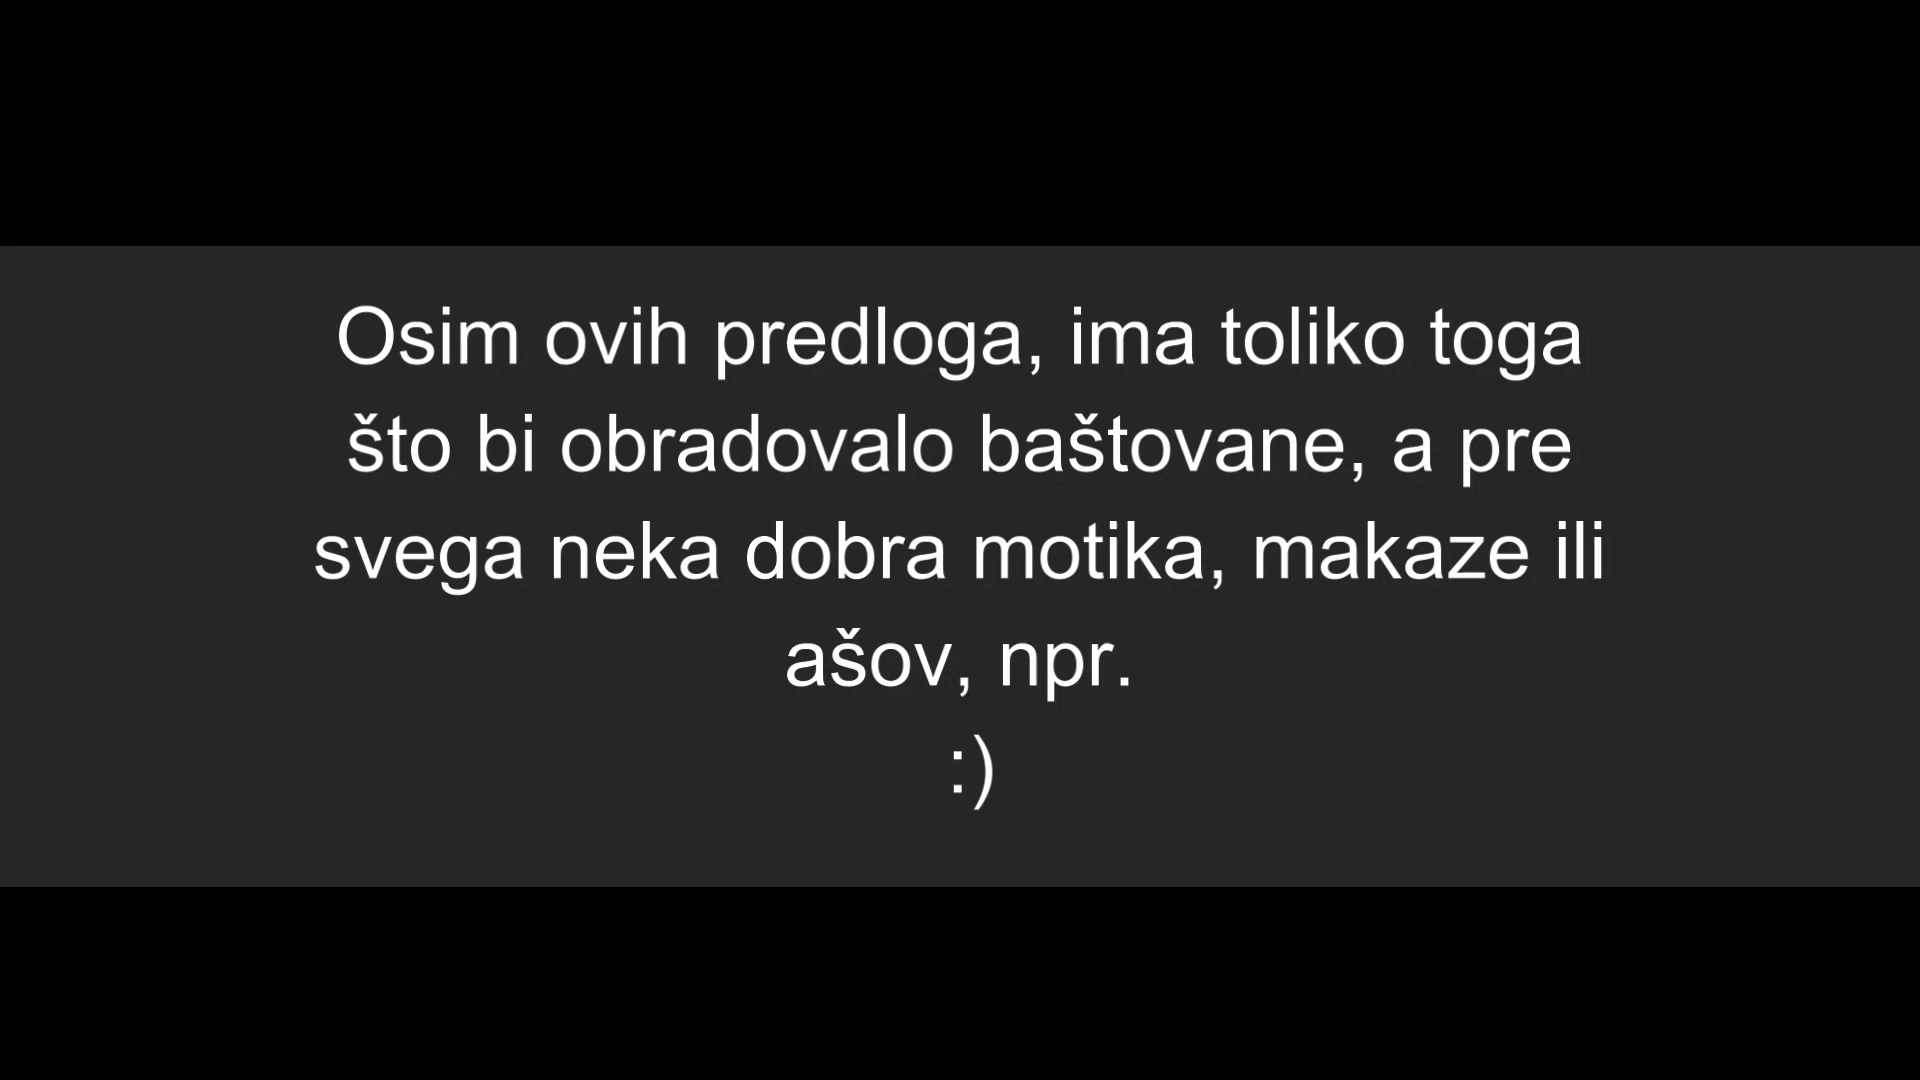 Osim ovih predloga, ima toliko toga
što bi obradovalo baštovane, a pre
svega neka dobra motika, makaze ili
ašov, npr.
:)